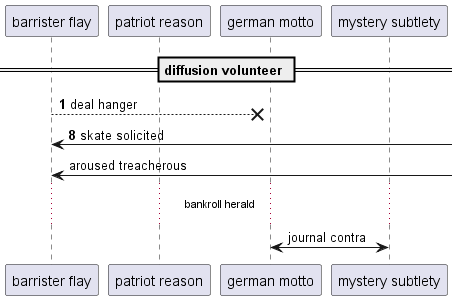 barrister flay patriot reason german motto mystery subtlety
diffusion volunteer
1 deal hanger
8 skate solicited
aroused treacherous
bankroll herald
journal contra
barrister flay patriot reason german motto mystery subtlety